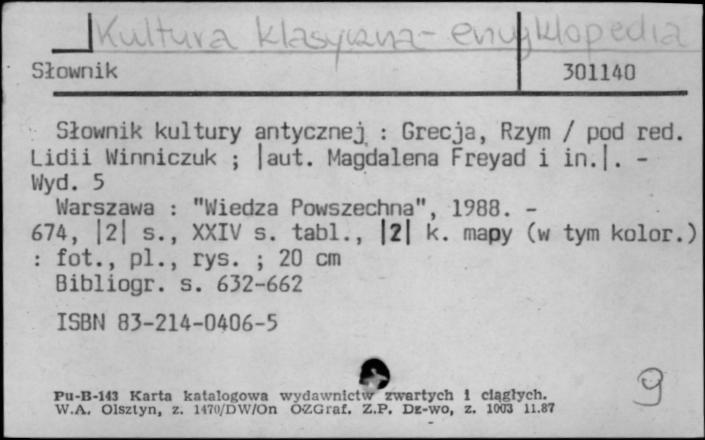 Kultura klasyczna - encyklopedia
Słownik 301140
Słownik kultury antycznej : Grecja, Rzym / pod red.
Lidii Winniczuk ; |aut. Magdalena Freyad i in.|. -
Wyd. 5
Warszawa : "Wiedza Powszechna", 1988. -
674, |2| s., XXIV s. tabl., |2| k. mapy (w tym kolor.)
: fot., pl., rys. ; 20 cm
Bibliogr. s. 632-662
ISBN 83-214-0406-5
Pu-B-143 Karta katalogowa wydawnictw zwartych i ciągłych.
W.A. Olsztyn, z. 1470/DW/On OZGraf. Z.P. Dz-wo, z. 1003 11.87
g